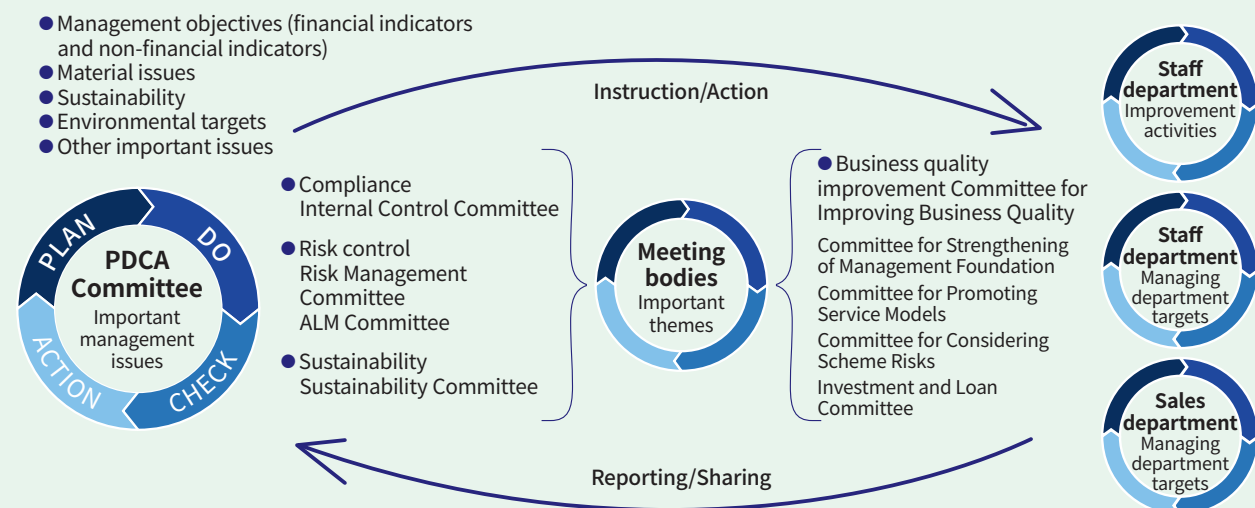 ● Management objectives (financial indicators
and non-financial indicators)
● Material issues
● Sustainability
● Environmental targets
● Other important issues
Instruction/Action
PLAN
DO
CHECK
ACTION
PDCA
Committee
Important
management
issues
● Compliance
Internal Control Committee
● Risk control
Risk Management
Committee
ALM Committee
● Sustainability
Sustainability Committee
Meeting
bodies
Important
themes
● Business quality
improvement Committee for
Improving Business Quality
Committee for Strengthening
of Management Foundation
Committee for Promoting
Service Models
Committee for Considering
Scheme Risks
Investment and Loan
Committee
Staff
department
Improvement
activities
Staff
department
Managing
department
targets
Sales
department
Managing
department
targets
Reporting/Sharing